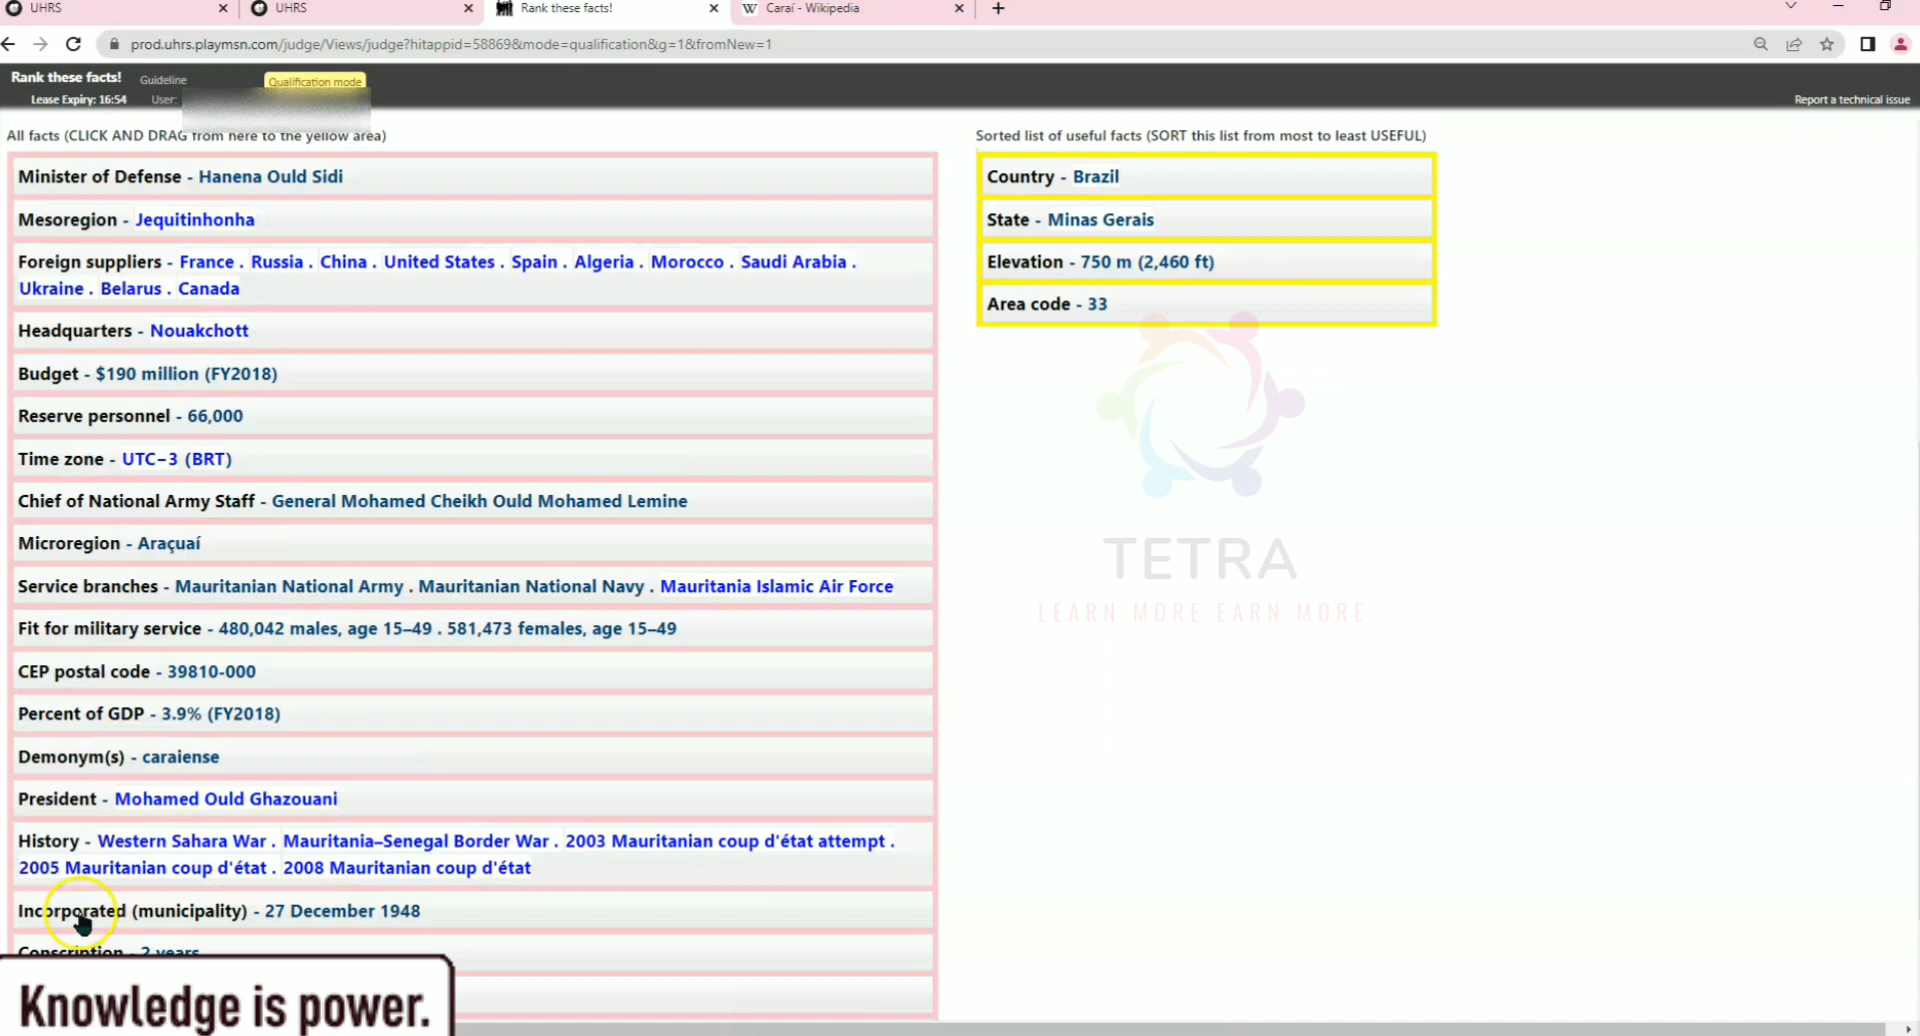 UHRS
UHRS
Rank these facts!
Caraí - Wikipedia
prod.uhrs.playmsn.com/judge/Views/judge?hitappid=58869&mode=qualification&g=1&fromNew=1
Rank these facts! Guideline Qualification mode
Lease Expiry: 16:54 User:
Report a technical issue
All facts (CLICK AND DRAG from here to the yellow area)
Minister of Defense - Hanena Ould Sidi
Mesoregion - Jequitinhonha
Foreign suppliers - France . Russia . China . United States . Spain . Algeria . Morocco . Saudi Arabia .
Ukraine . Belarus . Canada
Headquarters - Nouakchott
Budget - $190 million (FY2018)
Reserve personnel - 66,000
Time zone - UTC−3 (BRT)
Chief of National Army Staff - General Mohamed Cheikh Ould Mohamed Lemine
Microregion - Araçuaí
Service branches - Mauritanian National Army . Mauritanian National Navy . Mauritania Islamic Air Force
Fit for military service - 480,042 males, age 15–49 . 581,473 females, age 15–49
CEP postal code - 39810-000
Percent of GDP - 3.9% (FY2018)
Demonym(s) - caraiense
President - Mohamed Ould Ghazouani
History - Western Sahara War . Mauritania–Senegal Border War . 2003 Mauritanian coup d'état attempt .
2005 Mauritanian coup d'état . 2008 Mauritanian coup d'état
Incorporated (municipality) - 27 December 1948
Conscription - 2 years
Knowledge is power.
Sorted list of useful facts (SORT this list from most to least USEFUL)
Country - Brazil
State - Minas Gerais
Elevation - 750 m (2,460 ft)
Area code - 33
TETRA
LEARN MORE EARN MORE